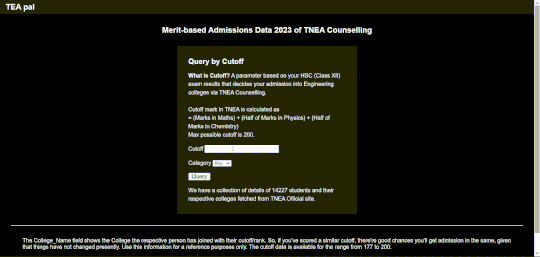 TEA pal
Merit-based Admissions Data 2023 of TNEA Counselling
Query by Cutoff
What is Cutoff? A parameter based on your HSC (Class XII)
exam results that decides your admission into Engineering
colleges via TNEA Counselling.
Cutoff mark in TNEA is calculated as
= (Marks in Maths) + (Half of Marks in Physics) + (Half of
Marks in Chemistry)
Max possible cutoff is 200.
Cutoff
Category Any
Query
We have a collection of details of 14227 students and their
respective colleges fetched from TNEA Official site.
The College_Name field shows the College the respective person has joined with their cutoff/rank. So, if you've scored a similar cutoff, there're good chances you'll get admission in the same, given
that things have not changed presently. Use this information for a reference purposes only. The cutoff data is available for the range from 177 to 200.